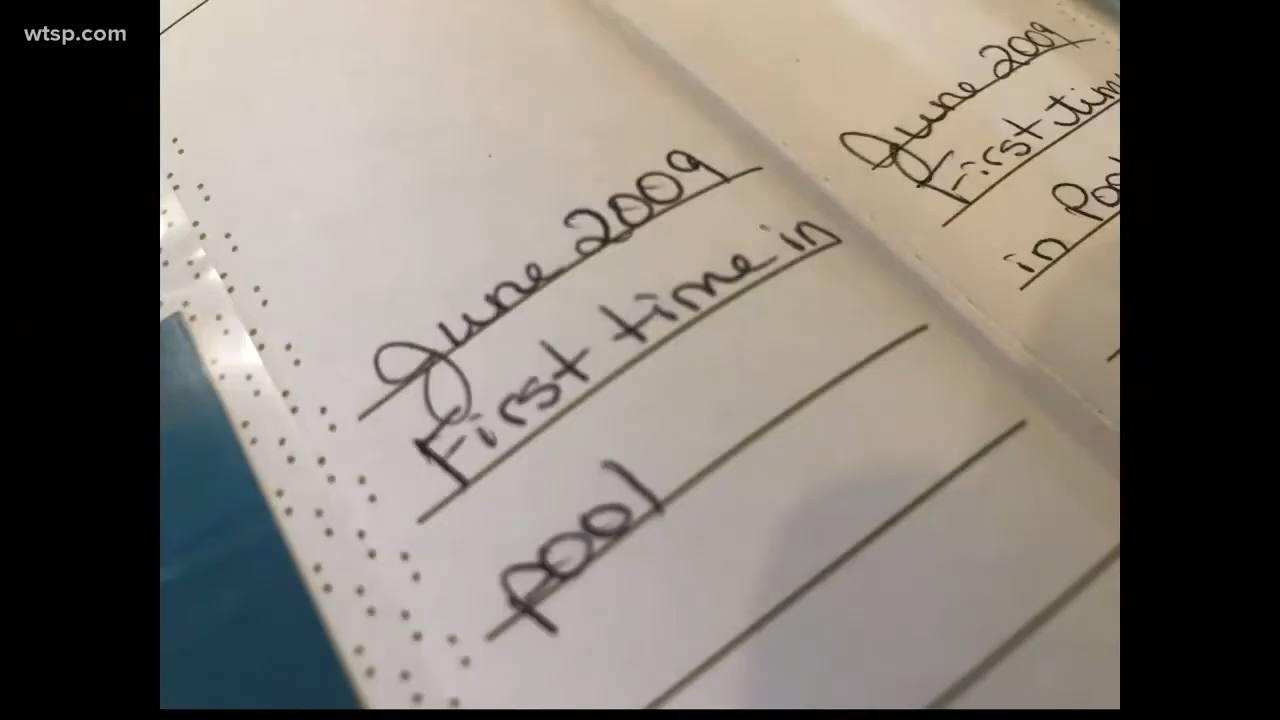 wtsp.com
June 2009
First time in
pool
June 2009
First tim
in Poo